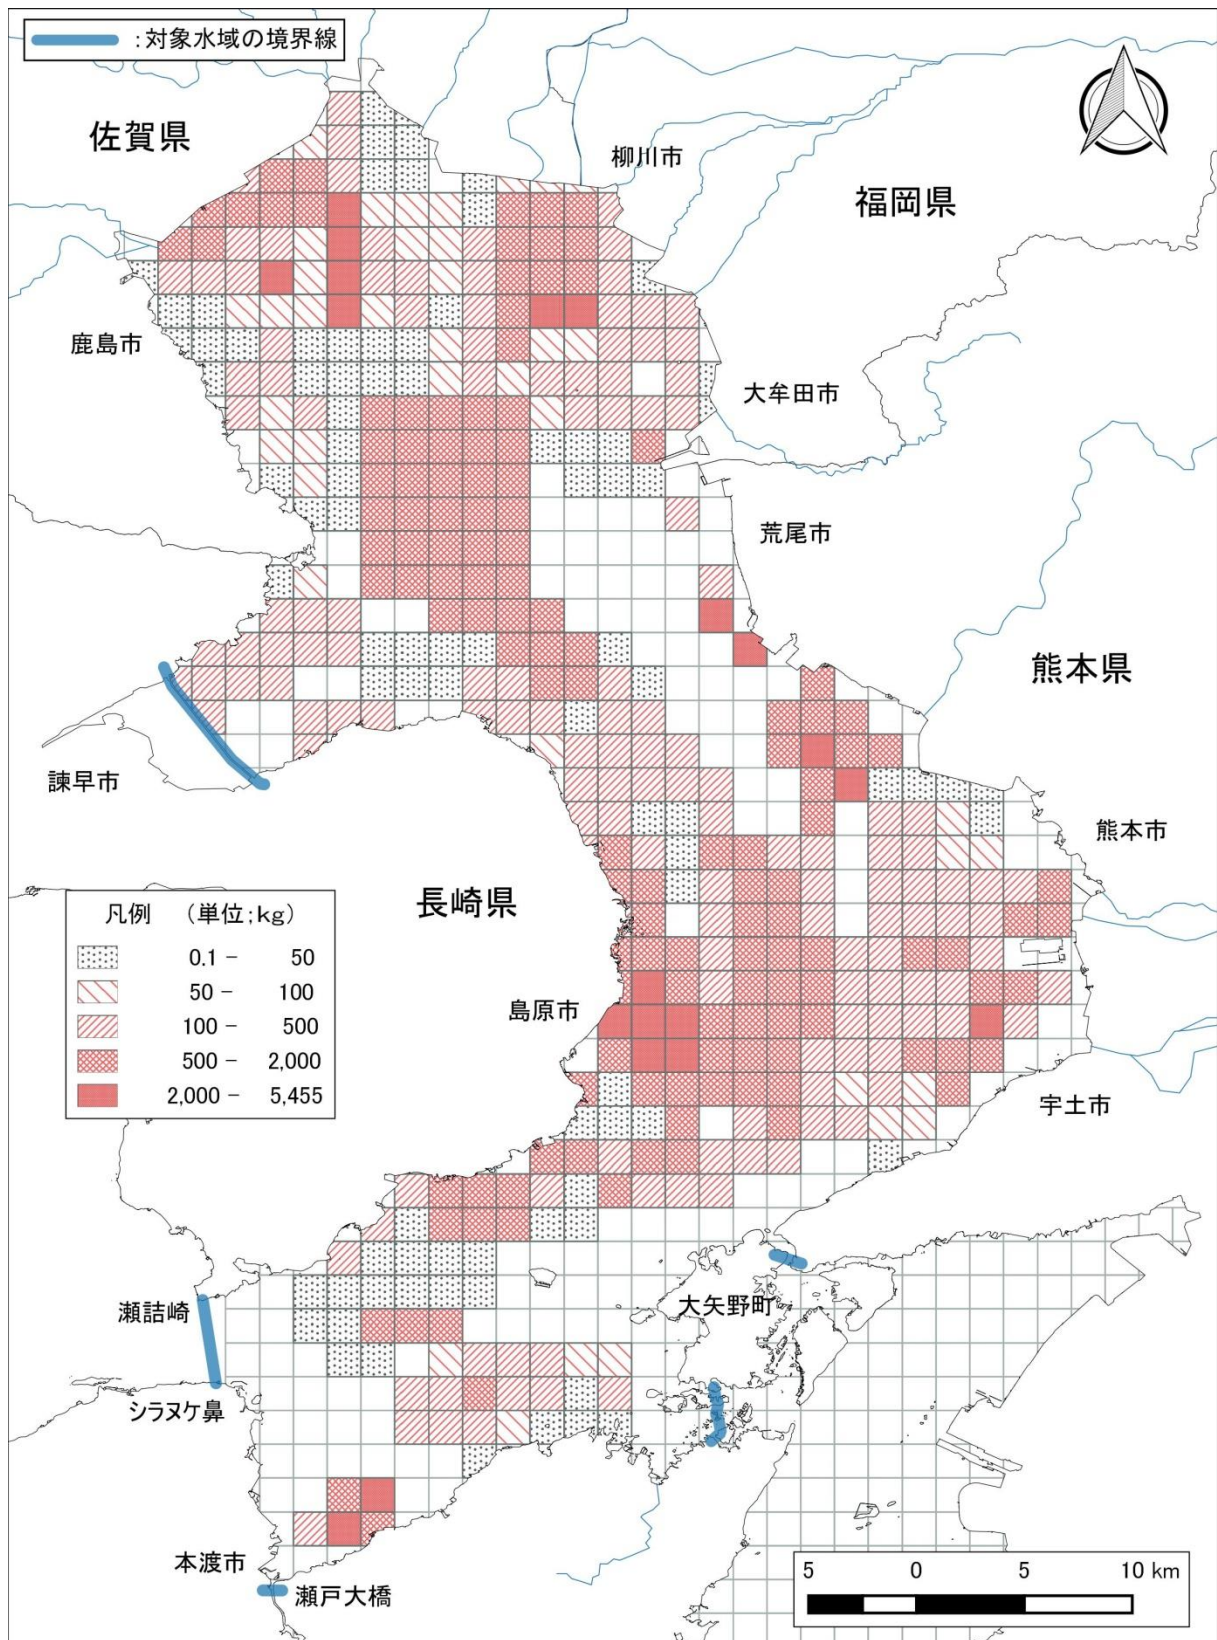 :対象水域の境界線
佐賀県
柳川市
福岡県
鹿島市
大牟田市
荒尾市
熊本県
諫早市
熊本市
長崎県
凡例 (単位;kg)
0.1 - 50
50 - 100
100 - 500
500 - 2,000
2,000 - 5,455
島原市
宇土市
大矢野町
瀬詰崎
シラヌケ鼻
本渡市
瀬戸大橋
5 0 5 10 km